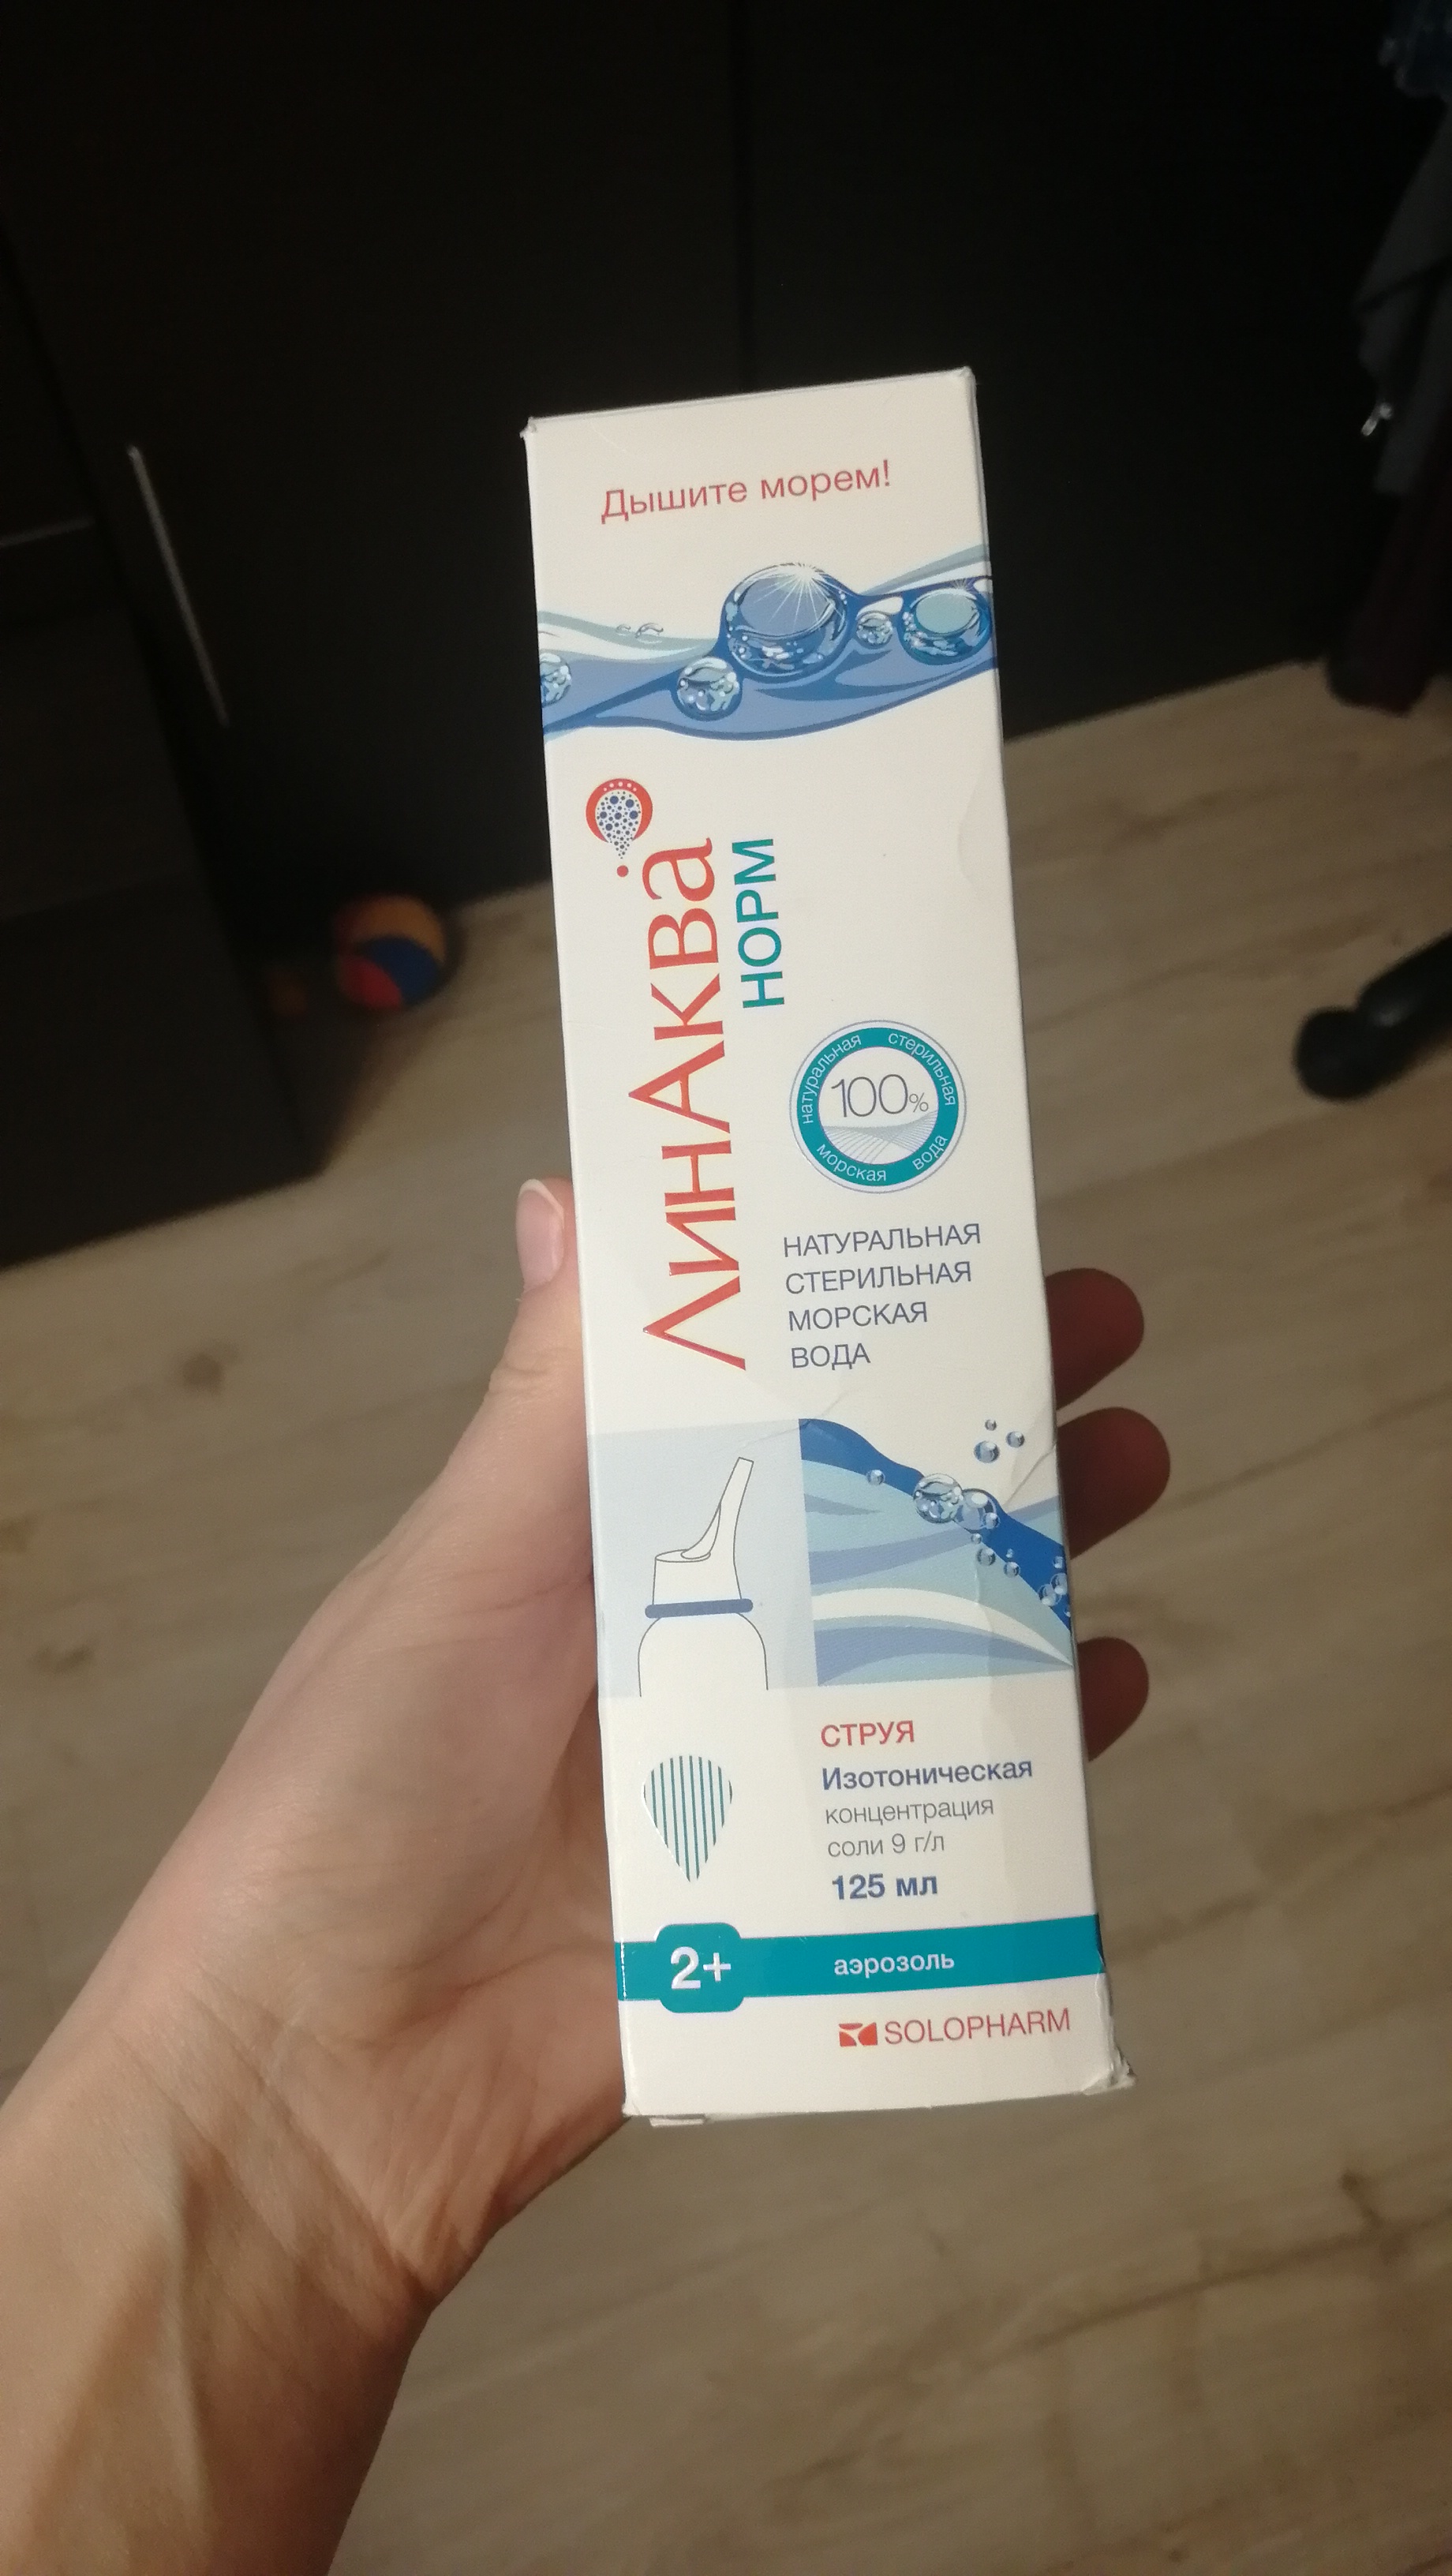 Дышите морем!
ЛИНАКВа
НОРМ
натуральная стерильная
100%
морская вода
НАТУРАЛЬНАЯ
СТЕРИЛЬНАЯ
МОРСКАЯ
ВОДА
СТРУЯ
Изотоническая
концентрация
соли 9 г/л
125 мл
2+ аэрозоль
SOLOPHARM